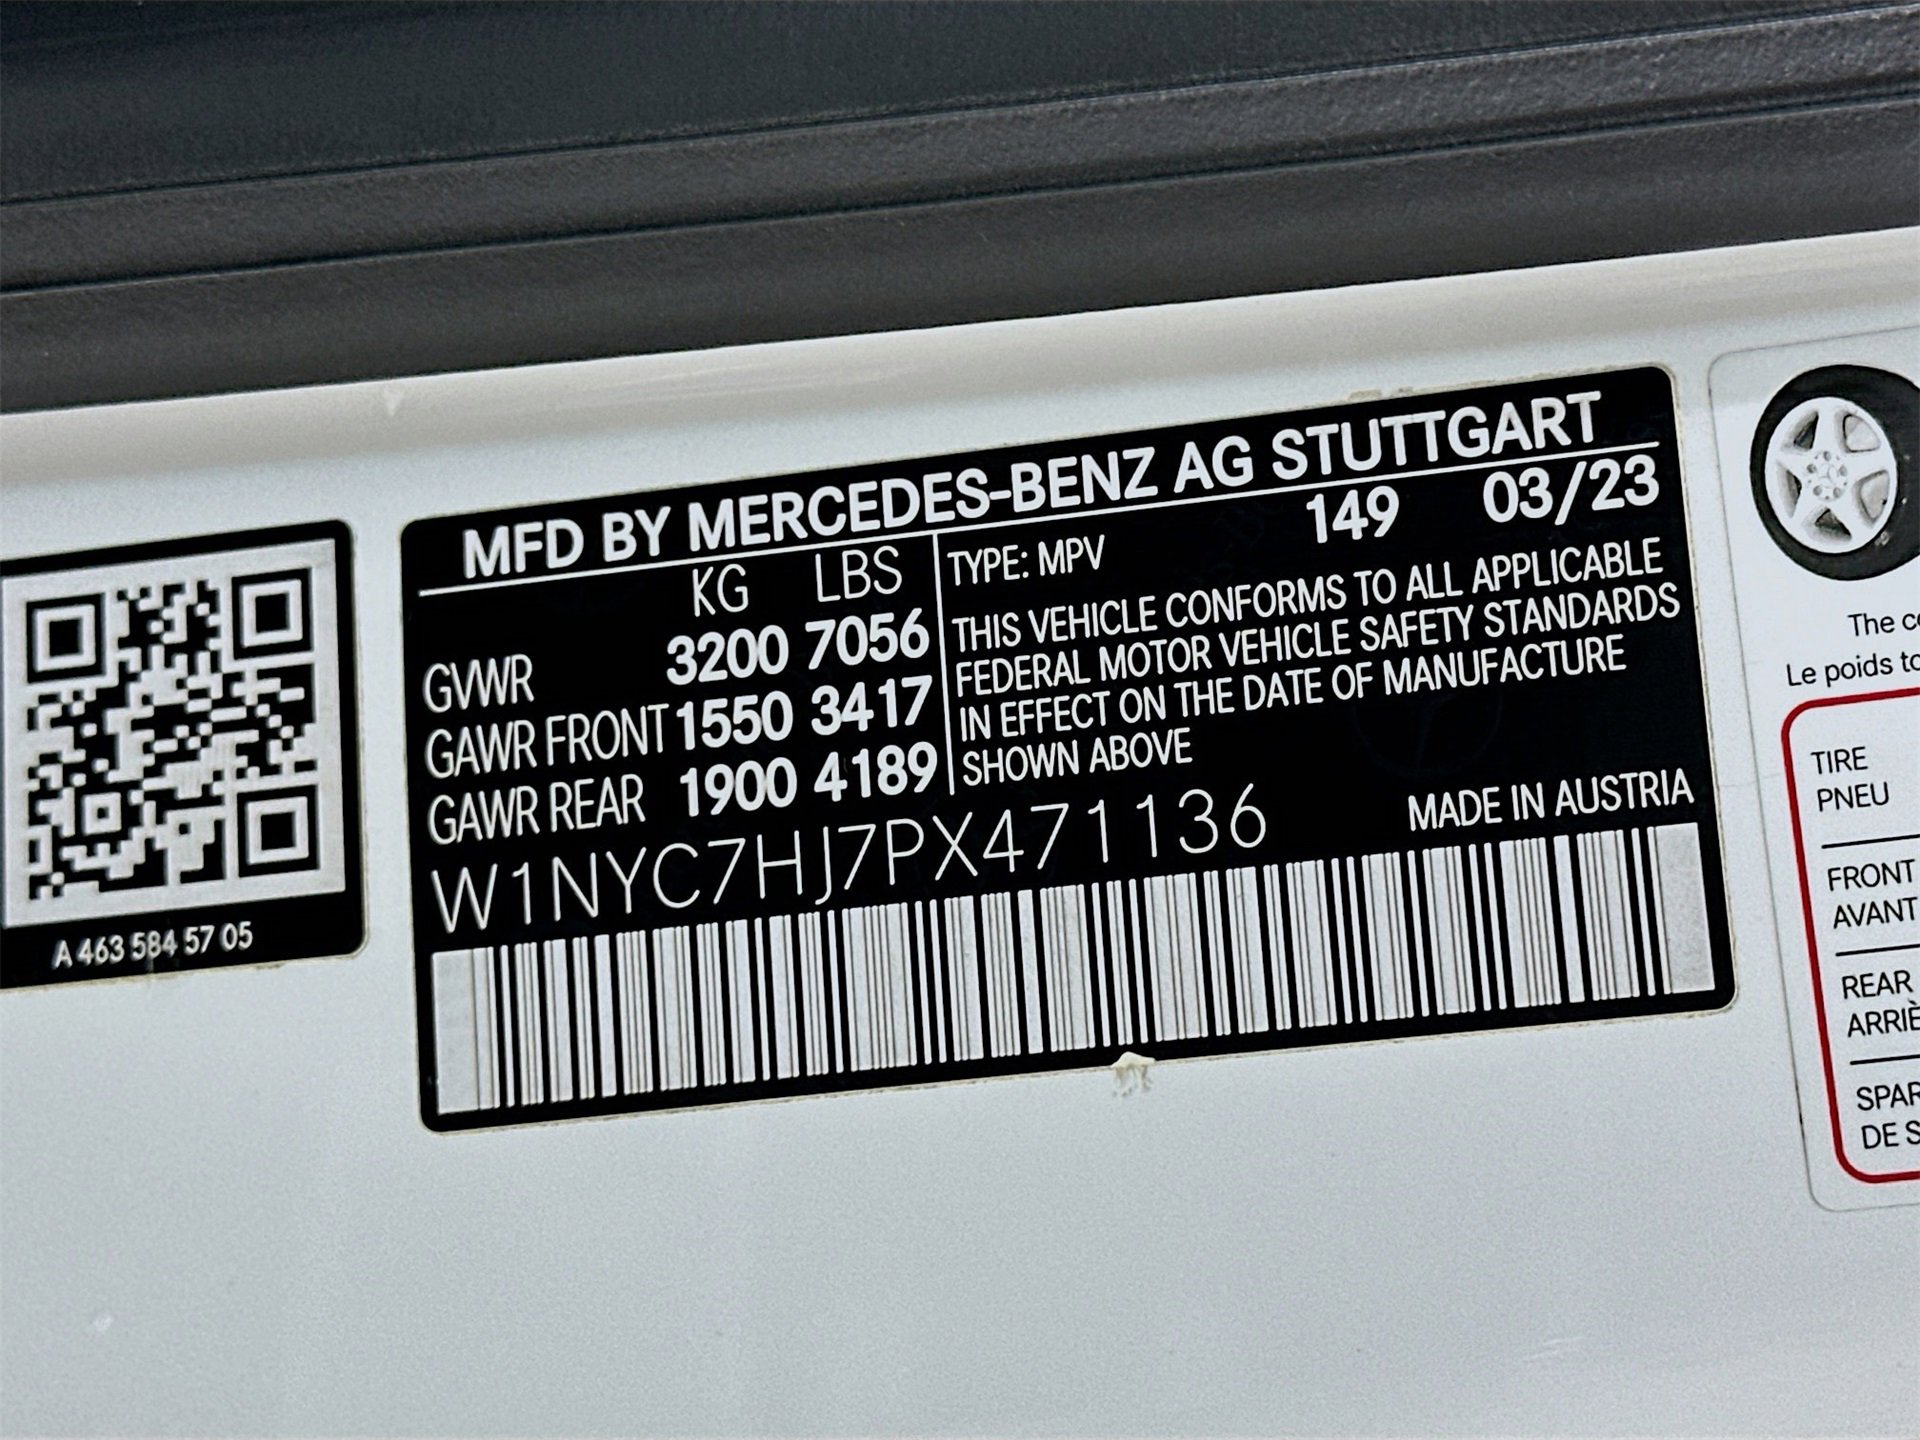 MFD BY MERCEDES-BENZ AG STUTTGART
KG LBS
GVWR 3200 7056
GAWR FRONT 1550 3417
GAWR REAR 1900 4189
TYPE: MPV 149 03/23
THIS VEHICLE CONFORMS TO ALL APPLICABLE
FEDERAL MOTOR VEHICLE SAFETY STANDARDS
IN EFFECT ON THE DATE OF MANUFACTURE
SHOWN ABOVE
W1NYC7HJ7PX471136
MADE IN AUSTRIA
A 463 584 57 05
The
Le poids
TIRE
PNEU
FRONT
AVANT
REAR